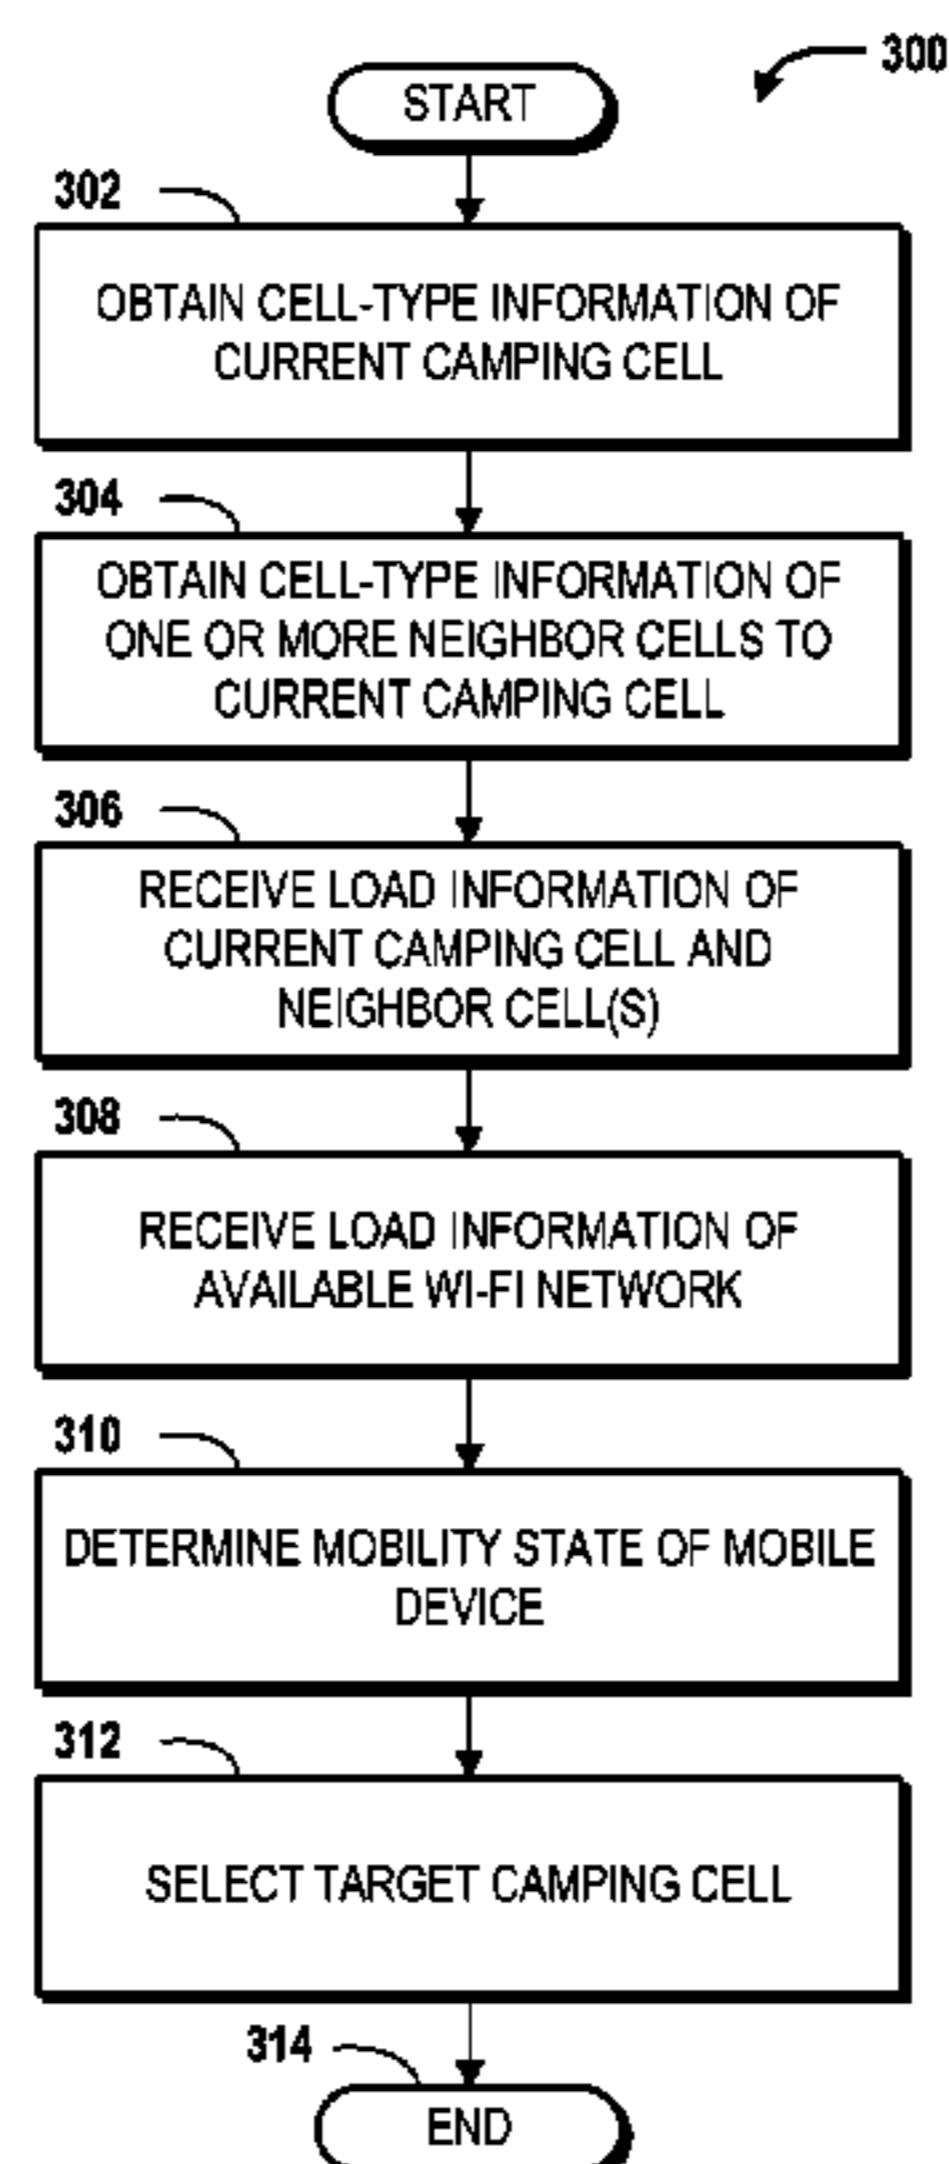 300
START
302
OBTAIN CELL-TYPE INFORMATION OF
CURRENT CAMPING CELL
304
OBTAIN CELL-TYPE INFORMATION OF
ONE OR MORE NEIGHBOR CELLS TO
CURRENT CAMPING CELL
306
RECEIVE LOAD INFORMATION OF
CURRENT CAMPING CELL AND
NEIGHBOR CELL(S)
308
RECEIVE LOAD INFORMATION OF
AVAILABLE WI-FI NETWORK
310
DETERMINE MOBILITY STATE OF MOBILE
DEVICE
312
SELECT TARGET CAMPING CELL
314
END